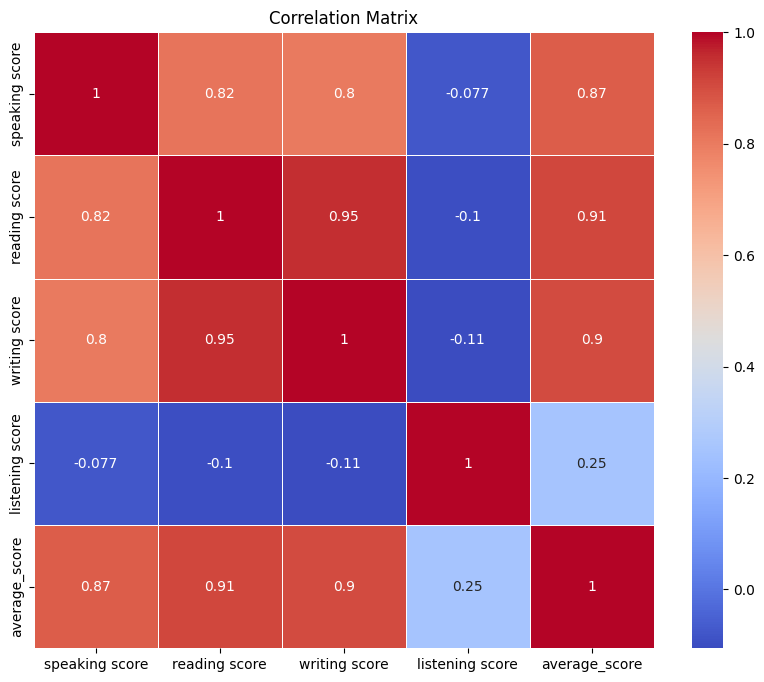 Correlation Matrix
speaking score 1 0.82 0.8 -0.077 0.87
reading score 0.82 1 0.95 -0.1 0.91
writing score 0.8 0.95 1 -0.11 0.9
listening score -0.077 -0.1 -0.11 1 0.25
average_score 0.87 0.91 0.9 0.25 1
speaking score reading score writing score listening score average_score
1.0
0.8
0.6
0.4
0.2
0.0